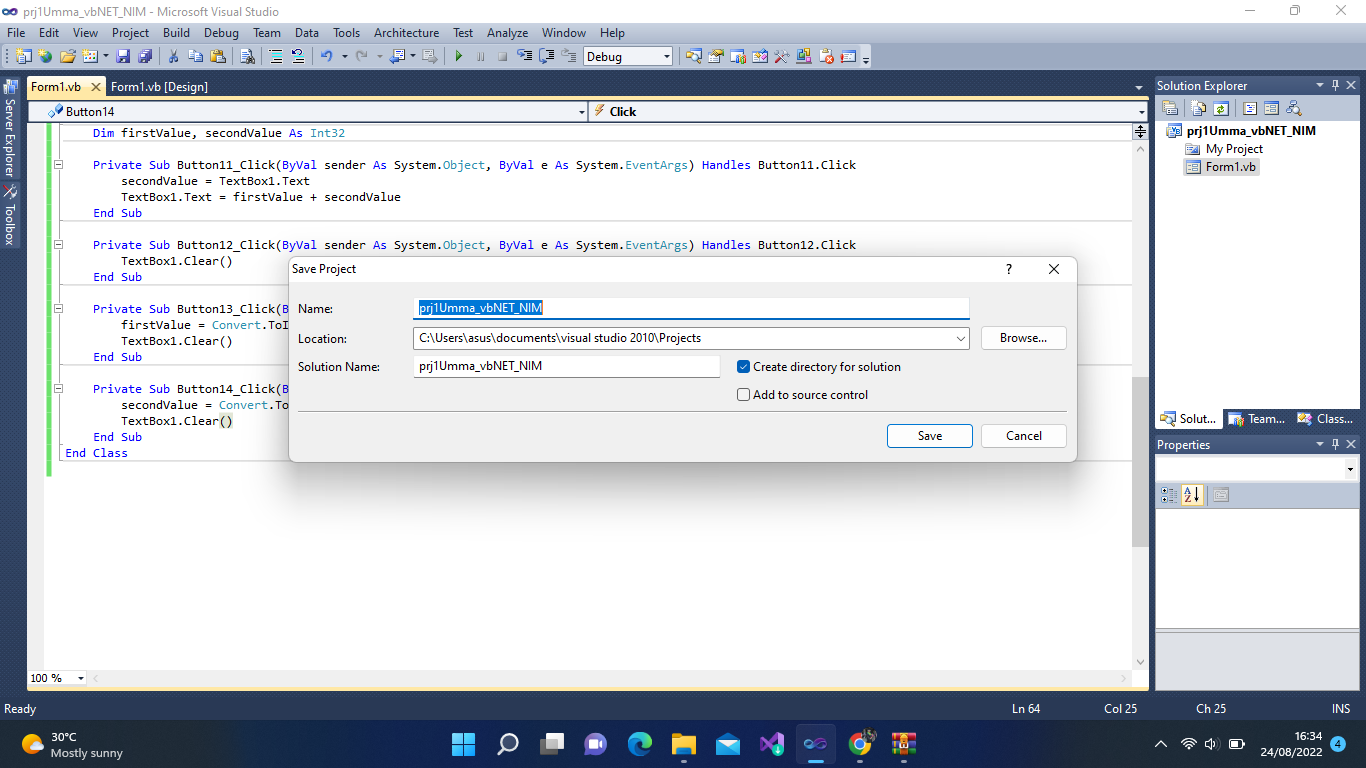 prj1Umma_vbNET_NIM - Microsoft Visual Studio
File Edit View Project Build Debug Team Data Tools Architecture Test Analyze Window Help
Debug
Form1.vb Form1.vb [Design]
Button14 Click
Server Explorer
Toolbox
Dim firstValue, secondValue As Int32
Private Sub Button11_Click(ByVal sender As System.Object, ByVal e As System.EventArgs) Handles Button11.Click
secondValue = TextBox1.Text
TextBox1.Text = firstValue + secondValue
End Sub
Private Sub Button12_Click(ByVal sender As System.Object, ByVal e As System.EventArgs) Handles Button12.Click
TextBox1.Clear()
End Sub
Private Sub Button13_Click(B
firstValue = Convert.ToI
TextBox1.Clear()
End Sub
Private Sub Button14_Click(B
secondValue = Convert.To
TextBox1.Clear()
End Sub
End Class
Save Project
?
Name: prj1Umma_vbNET_NIM
Location: C:\Users\asus\documents\visual studio 2010\Projects Browse...
Solution Name: prj1Umma_vbNET_NIM Create directory for solution
Add to source control
Save Cancel
Solution Explorer
prj1Umma_vbNET_NIM
My Project
Form1.vb
Solut... Team... Class...
Properties
100 %
Ready Ln 64 Col 25 Ch 25 INS
30°C
Mostly sunny
16:34
24/08/2022
4